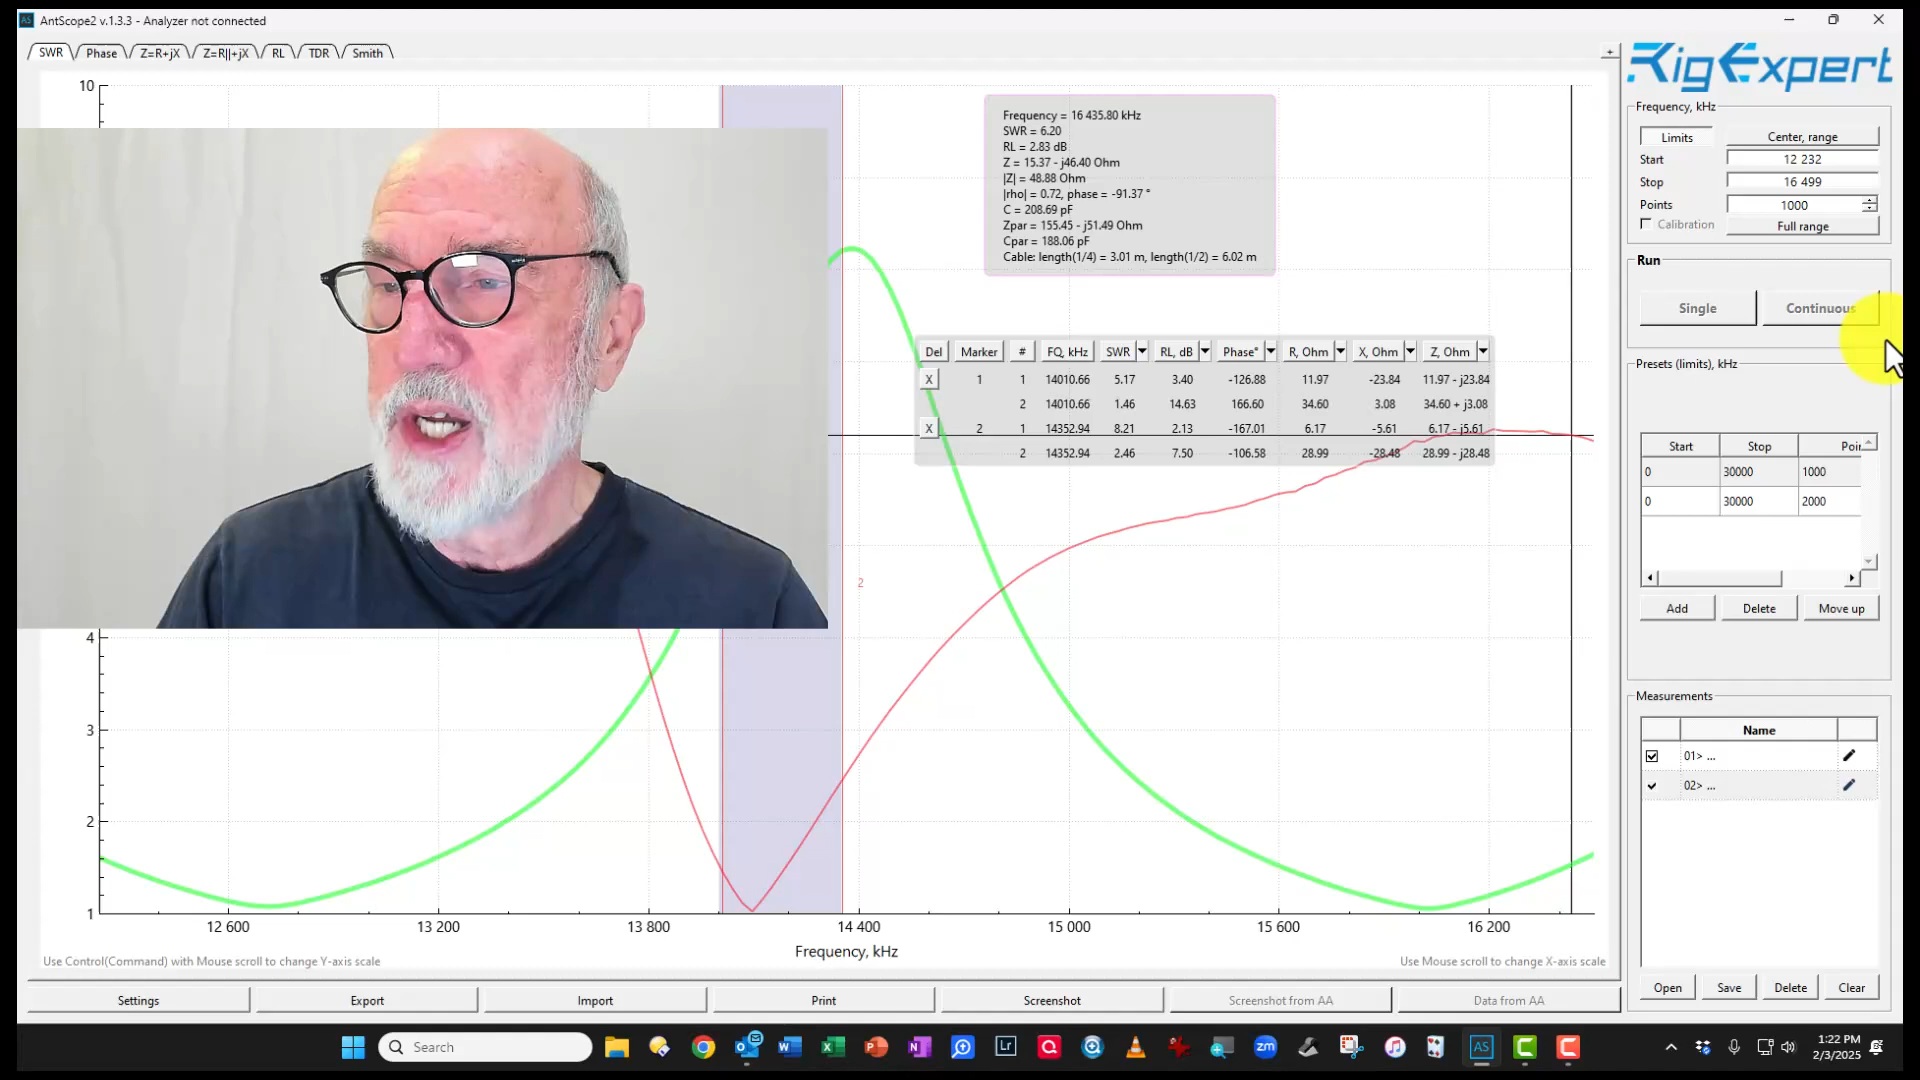 AS AntScope2 v.1.3.3 - Analyzer not connected
SWR Phase Z=R+jX Z=R||+jX RL TDR Smith +
RigExpert
Frequency, kHz
Limits Center, range
Start 12 232
Stop 16 499
Points 1000
Calibration Full range
Run
Single Continuous
Presets (limits), kHz
Start Stop Poin
0 30000 1000
0 30000 2000
Add Delete Move up
Measurements
Name
01> ...
02> ...
Open Save Delete Clear
Frequency = 16 435.80 kHz
SWR = 6.20
RL = 2.83 dB
Z = 15.37 - j46.40 Ohm
|Z| = 48.88 Ohm
|rho| = 0.72, phase = -91.37 °
C = 208.69 pF
Zpar = 155.45 - j51.49 Ohm
Cpar = 188.06 pF
Cable: length(1/4) = 3.01 m, length(1/2) = 6.02 m
Del Marker # FQ, kHz SWR RL, dB Phase° R, Ohm X, Ohm Z, Ohm
X 1 1 14010.66 5.17 3.40 -126.88 11.97 -23.84 11.97 - j23.84
2 14010.66 1.46 14.63 166.60 34.60 3.08 34.60 + j3.08
X 2 1 14352.94 8.21 2.13 -167.01 6.17 -5.61 6.17 - j5.61
2 14352.94 2.46 7.50 -106.58 28.99 -28.48 28.99 - j28.48
10
2
4
3
2
1
12 600 13 200 13 800 14 400 15 000 15 600 16 200
Frequency, kHz
Use Control(Command) with Mouse scroll to change Y-axis scale
Use Mouse scroll to change X-axis scale
Settings Export Import Print Screenshot Screenshot from AA Data from AA
Search
Lr
zm
AS
1:22 PM
2/3/2025